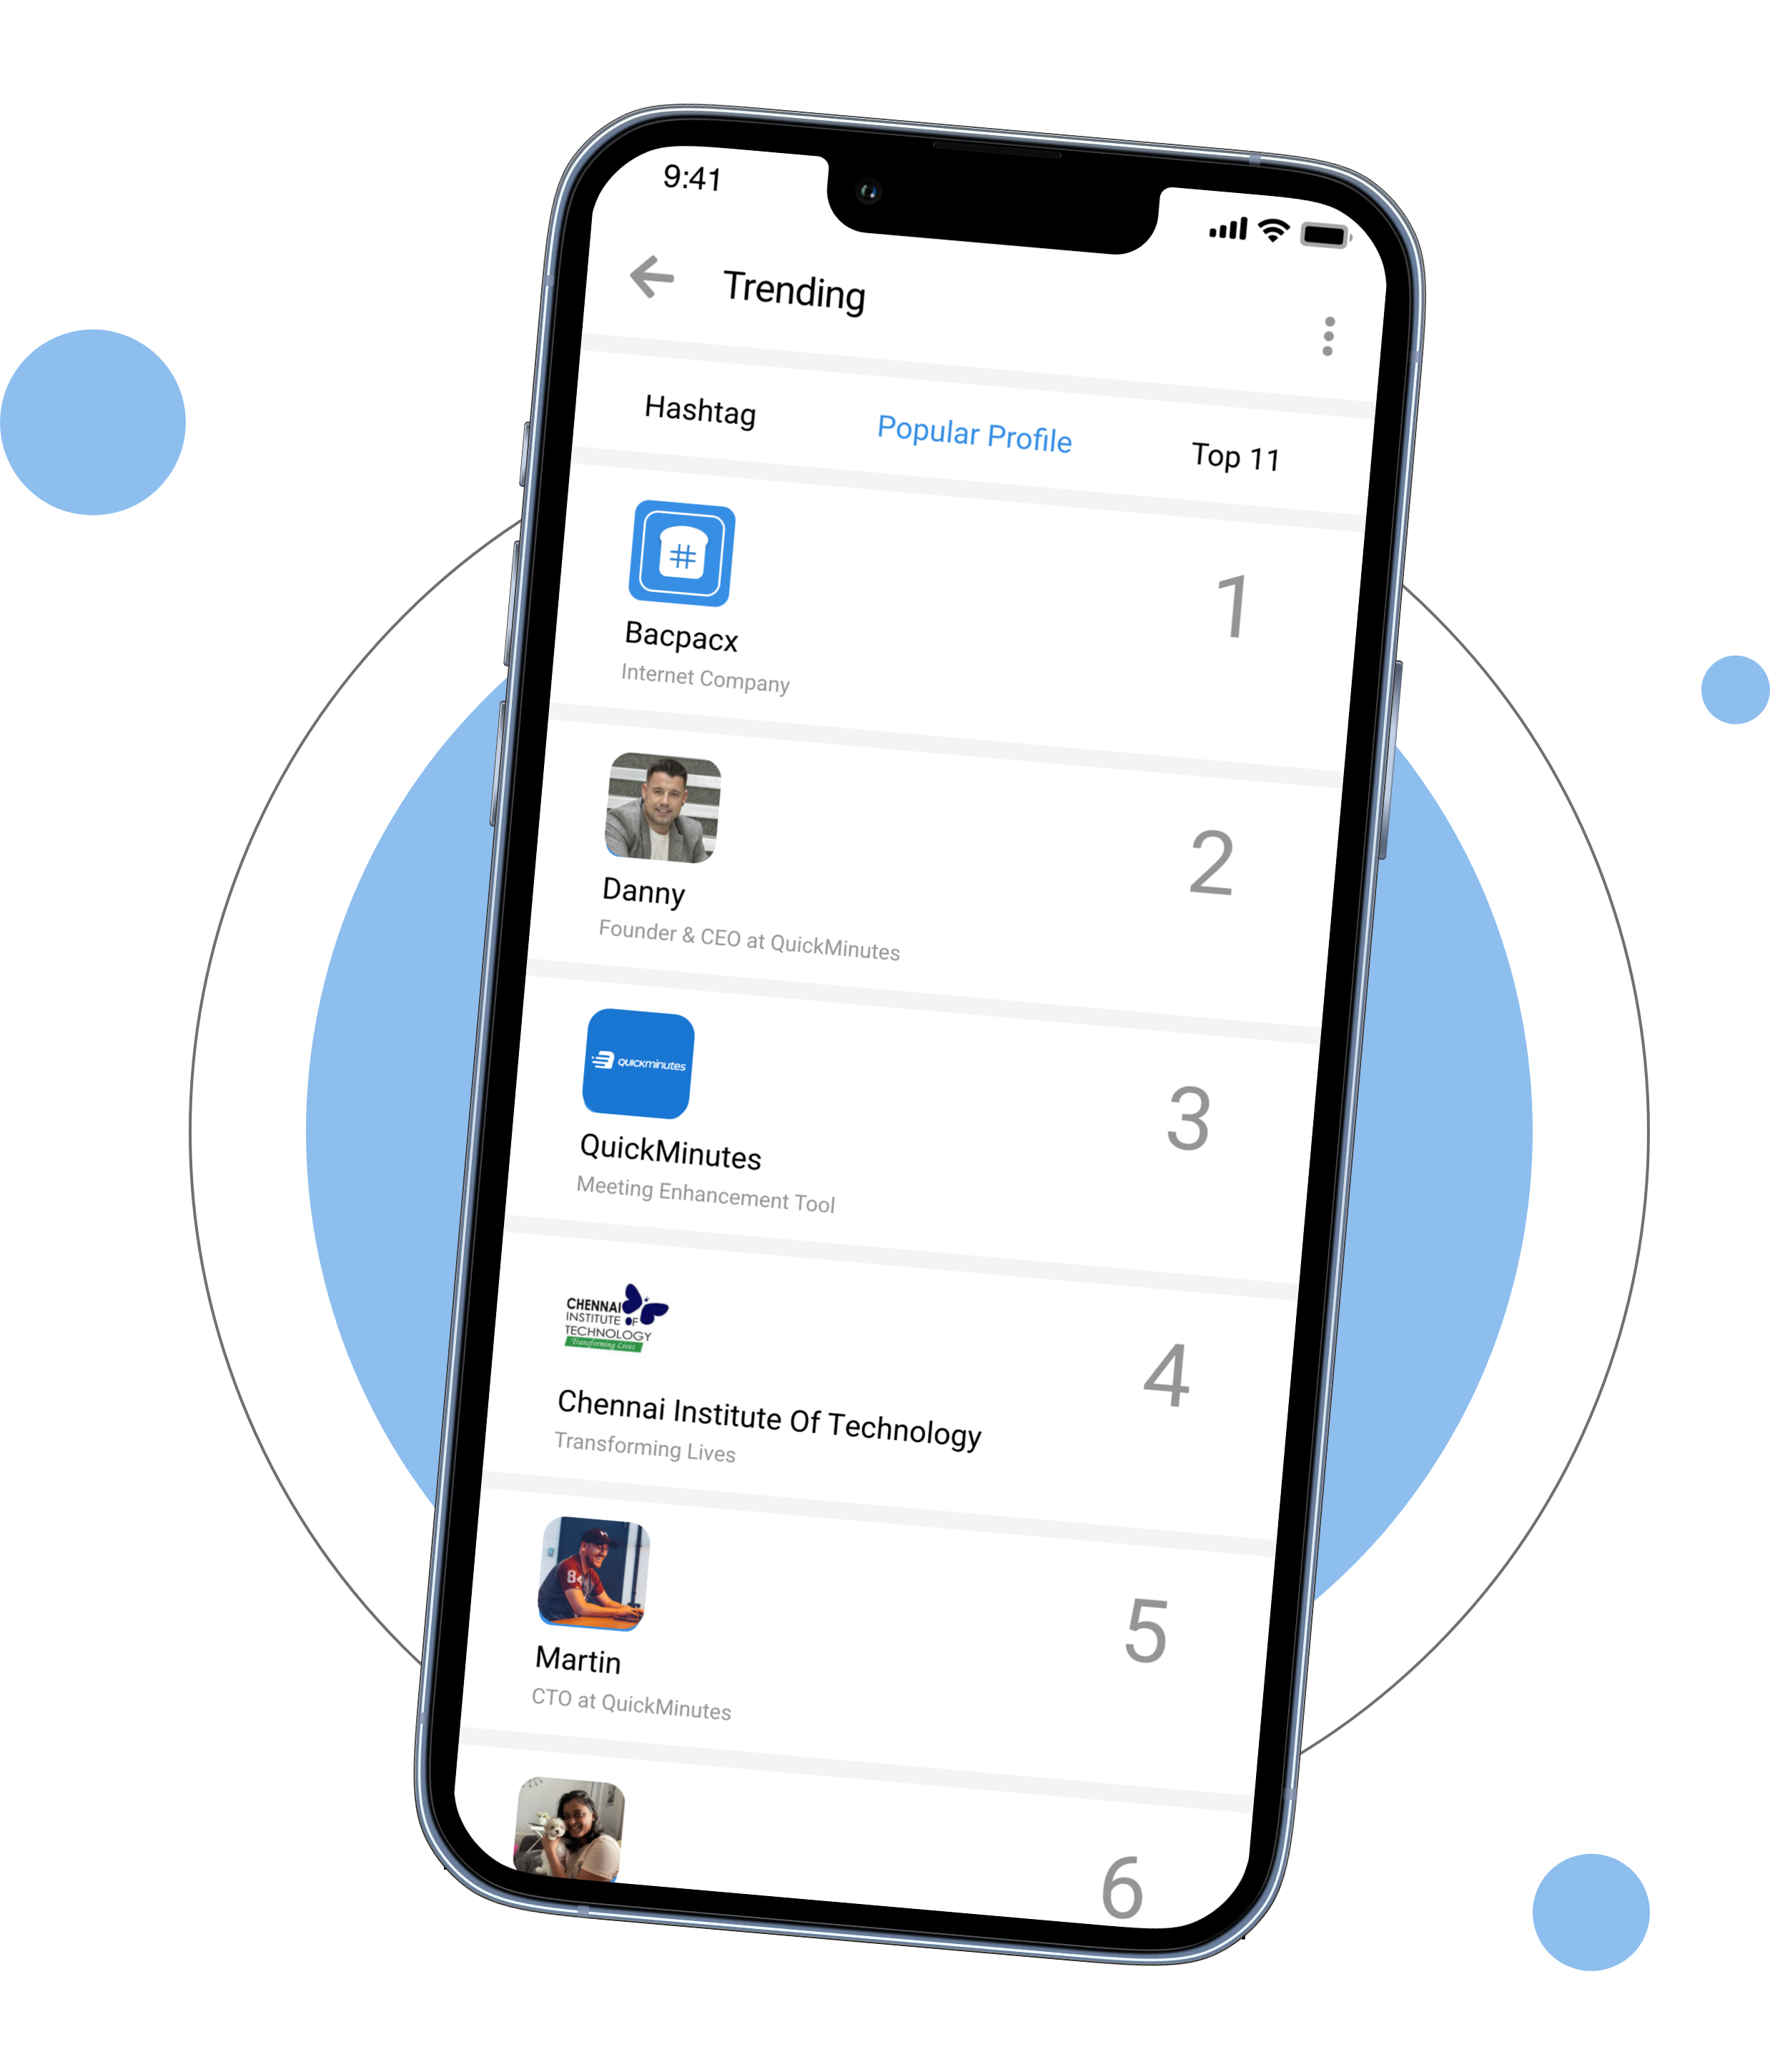 9:41
Trending
Hashtag Popular Profile Top 11
#
1
Bacpacx
Internet Company
2
Danny
Founder & CEO at QuickMinutes
QUICKminutes
3
QuickMinutes
Meeting Enhancement Tool
CHENNAI
INSTITUTE OF
TECHNOLOGY
Transforming Lives
4
Chennai Institute Of Technology
Transforming Lives
84
5
Martin
CTO at QuickMinutes
6